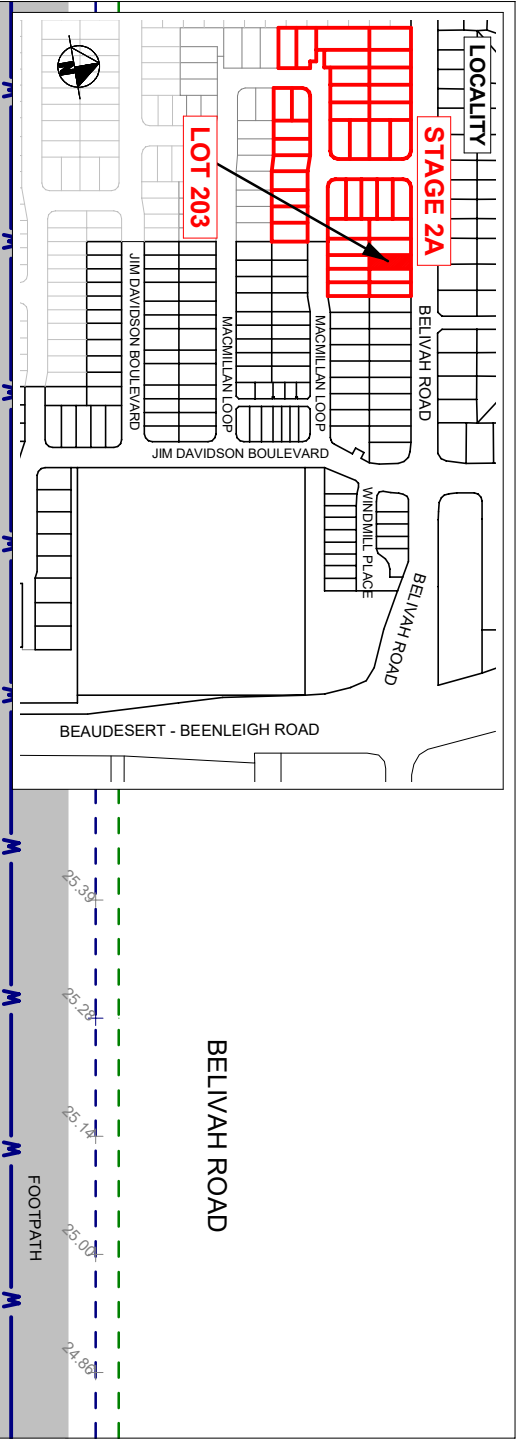 LOCALITY
STAGE 2A
LOT 203
N
BELIVAH ROAD
MACMILLAN LOOP
MACMILLAN LOOP
JIM DAVIDSON BOULEVARD
JIM DAVIDSON BOULEVARD
WINDMILL PLACE
BELIVAH ROAD
BEAUDESERT - BEENLEIGH ROAD
BELIVAH ROAD
25.39
25.28
25.14
25.00
24.86
FOOTPATH
W
W
W
W
W
W
W
W
W